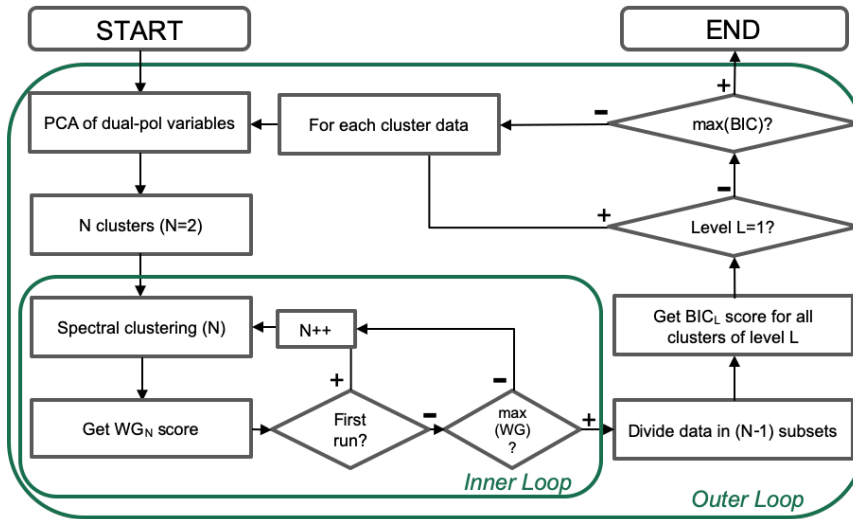 START
END
PCA of dual-pol variables
For each cluster data
max(BIC)?
+
−
N clusters (N=2)
Level L=1?
+
−
Spectral clustering (N)
N++
Get BIC_L score for all
clusters of level L
+
−
Get WG_N score
First
run?
−
max
(WG)
?
+
Divide data in (N-1) subsets
Inner Loop
Outer Loop